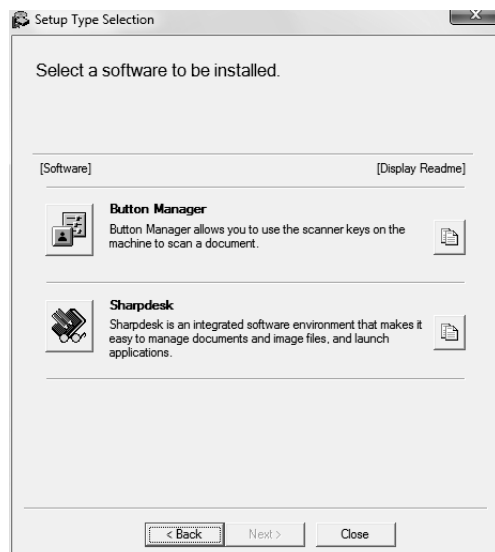 Setup Type Selection
Select a software to be installed.
[Software] [Display Readme]
Button Manager
Button Manager allows you to use the scanner keys on the
machine to scan a document.
Sharpdesk
Sharpdesk is an integrated software environment that makes it
easy to manage documents and image files, and launch
applications.
< Back Next > Close